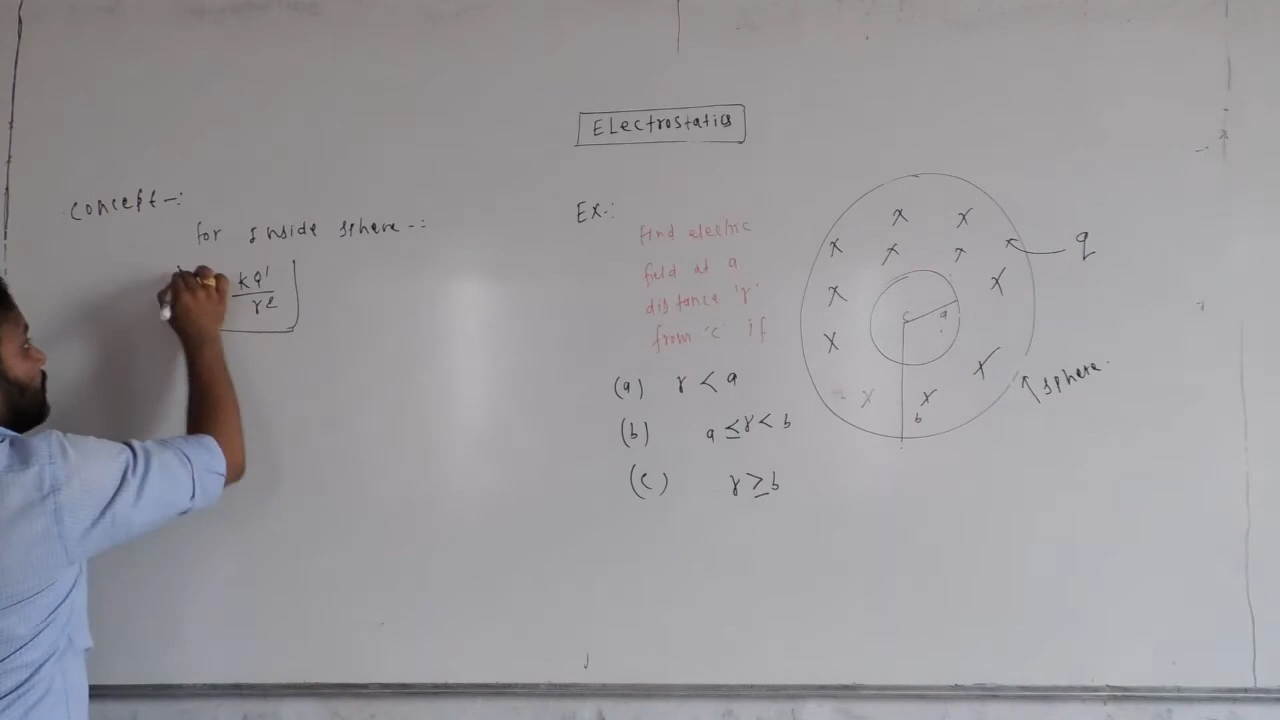 Electrostatics
Concept -:
for inside sphere -:
kQ'
r²
Ex.:
find electric
field at a
distance 'r'
from 'c' if
(a) r < a
(b) a ≤ r < b
(c) r ≥ b
q
c
a
b
sphere.